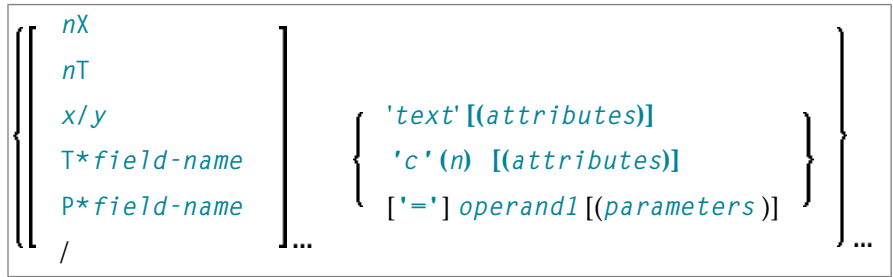 nX
nT
x/y 'text' [(attributes)]
T*field-name 'c' (n) [(attributes)]
P*field-name ['='] operand1 [(parameters )]
/ ... ...